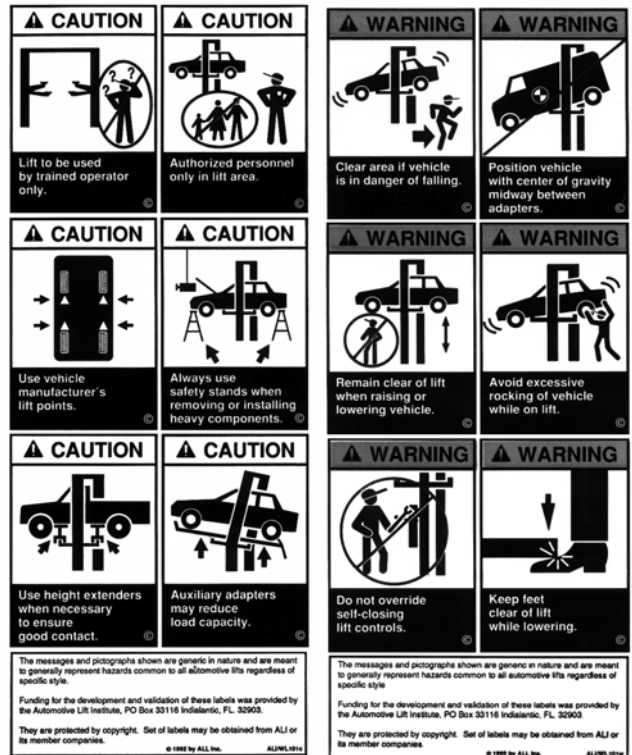 CAUTION
Lift to be used
by trained operator
only.
©
CAUTION
Authorized personnel
only in lift area.
©
CAUTION
Use vehicle
manufacturer's
lift points.
©
CAUTION
Always use
safety stands when
removing or installing
heavy components.
©
CAUTION
Use height extenders
when necessary
to ensure
good contact.
©
CAUTION
Auxiliary adapters
may reduce
load capacity.
©
The messages and pictographs shown are generic in nature and are meant
to generally represent hazards common to all automotive lifts regardless of
specific style.
Funding for the development and validation of these labels was provided by
the Automotive Lift Institute, PO Box 33116 Indialantic, FL. 32903.
They are protected by copyright. Set of labels may be obtained from ALI or
its member companies.
© 1992 by ALI, Inc.
ALI/WL101c
WARNING
Clear area if vehicle
is in danger of falling.
©
WARNING
Position vehicle
with center of gravity
midway between
adapters.
©
WARNING
Remain clear of lift
when raising or
lowering vehicle.
©
WARNING
Avoid excessive
rocking of vehicle
while on lift.
©
WARNING
Do not override
self-closing
lift controls.
©
WARNING
Keep feet
clear of lift
while lowering.
©
The messages and pictographs shown are generic in nature and are meant
to generally represent hazards common to all automotive lifts regardless of
specific style
Funding for the development and validation of these labels was provided by
the Automotive Lift Institute, PO Box 33116 Indialantic, FL. 32903.
They are protected by copyright. Set of labels may be obtained from ALI or
its member companies.
© 1992 by ALI, Inc.